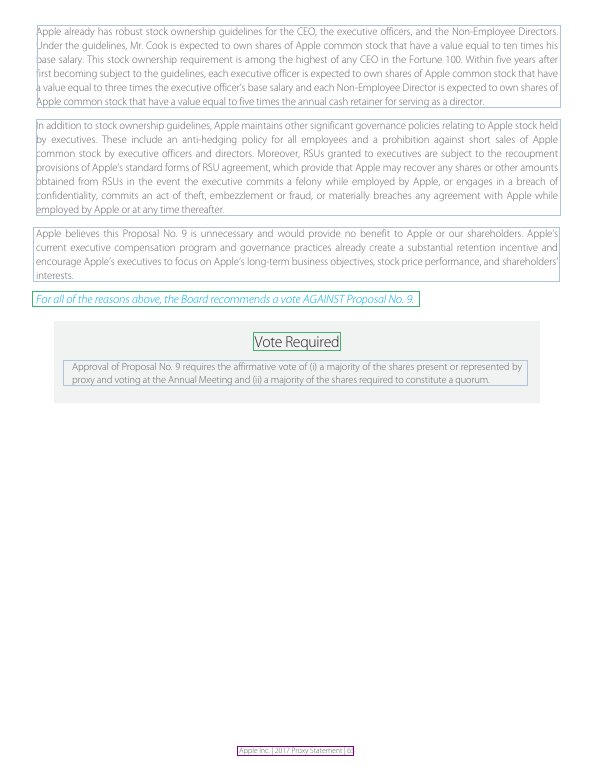 Apple already has robust stock ownership guidelines for the CEO, the executive officers, and the Non-Employee Directors.
Under the guidelines, Mr. Cook is expected to own shares of Apple common stock that have a value equal to ten times his
base salary. This stock ownership requirement is among the highest of any CEO in the Fortune 100. Within five years after
first becoming subject to the guidelines, each executive officer is expected to own shares of Apple common stock that have
a value equal to three times the executive officer's base salary and each Non-Employee Director is expected to own shares of
Apple common stock that have a value equal to five times the annual cash retainer for serving as a director.
In addition to stock ownership guidelines, Apple maintains other significant governance policies relating to Apple stock held
by executives. These include an anti-hedging policy for all employees and a prohibition against short sales of Apple
common stock by executive officers and directors. Moreover, RSUs granted to executives are subject to the recoupment
provisions of Apple's standard forms of RSU agreement, which provide that Apple may recover any shares or other amounts
obtained from RSUs in the event the executive commits a felony while employed by Apple, or engages in a breach of
confidentiality, commits an act of theft, embezzlement or fraud, or materially breaches any agreement with Apple while
employed by Apple or at any time thereafter.
Apple believes this Proposal No. 9 is unnecessary and would provide no benefit to Apple or our shareholders. Apple's
current executive compensation program and governance practices already create a substantial retention incentive and
encourage Apple's executives to focus on Apple's long-term business objectives, stock price performance, and shareholders'
interests.
For all of the reasons above, the Board recommends a vote AGAINST Proposal No. 9.
Vote Required
Approval of Proposal No. 9 requires the affirmative vote of (i) a majority of the shares present or represented by
proxy and voting at the Annual Meeting and (ii) a majority of the shares required to constitute a quorum.
Apple Inc. | 2017 Proxy Statement |